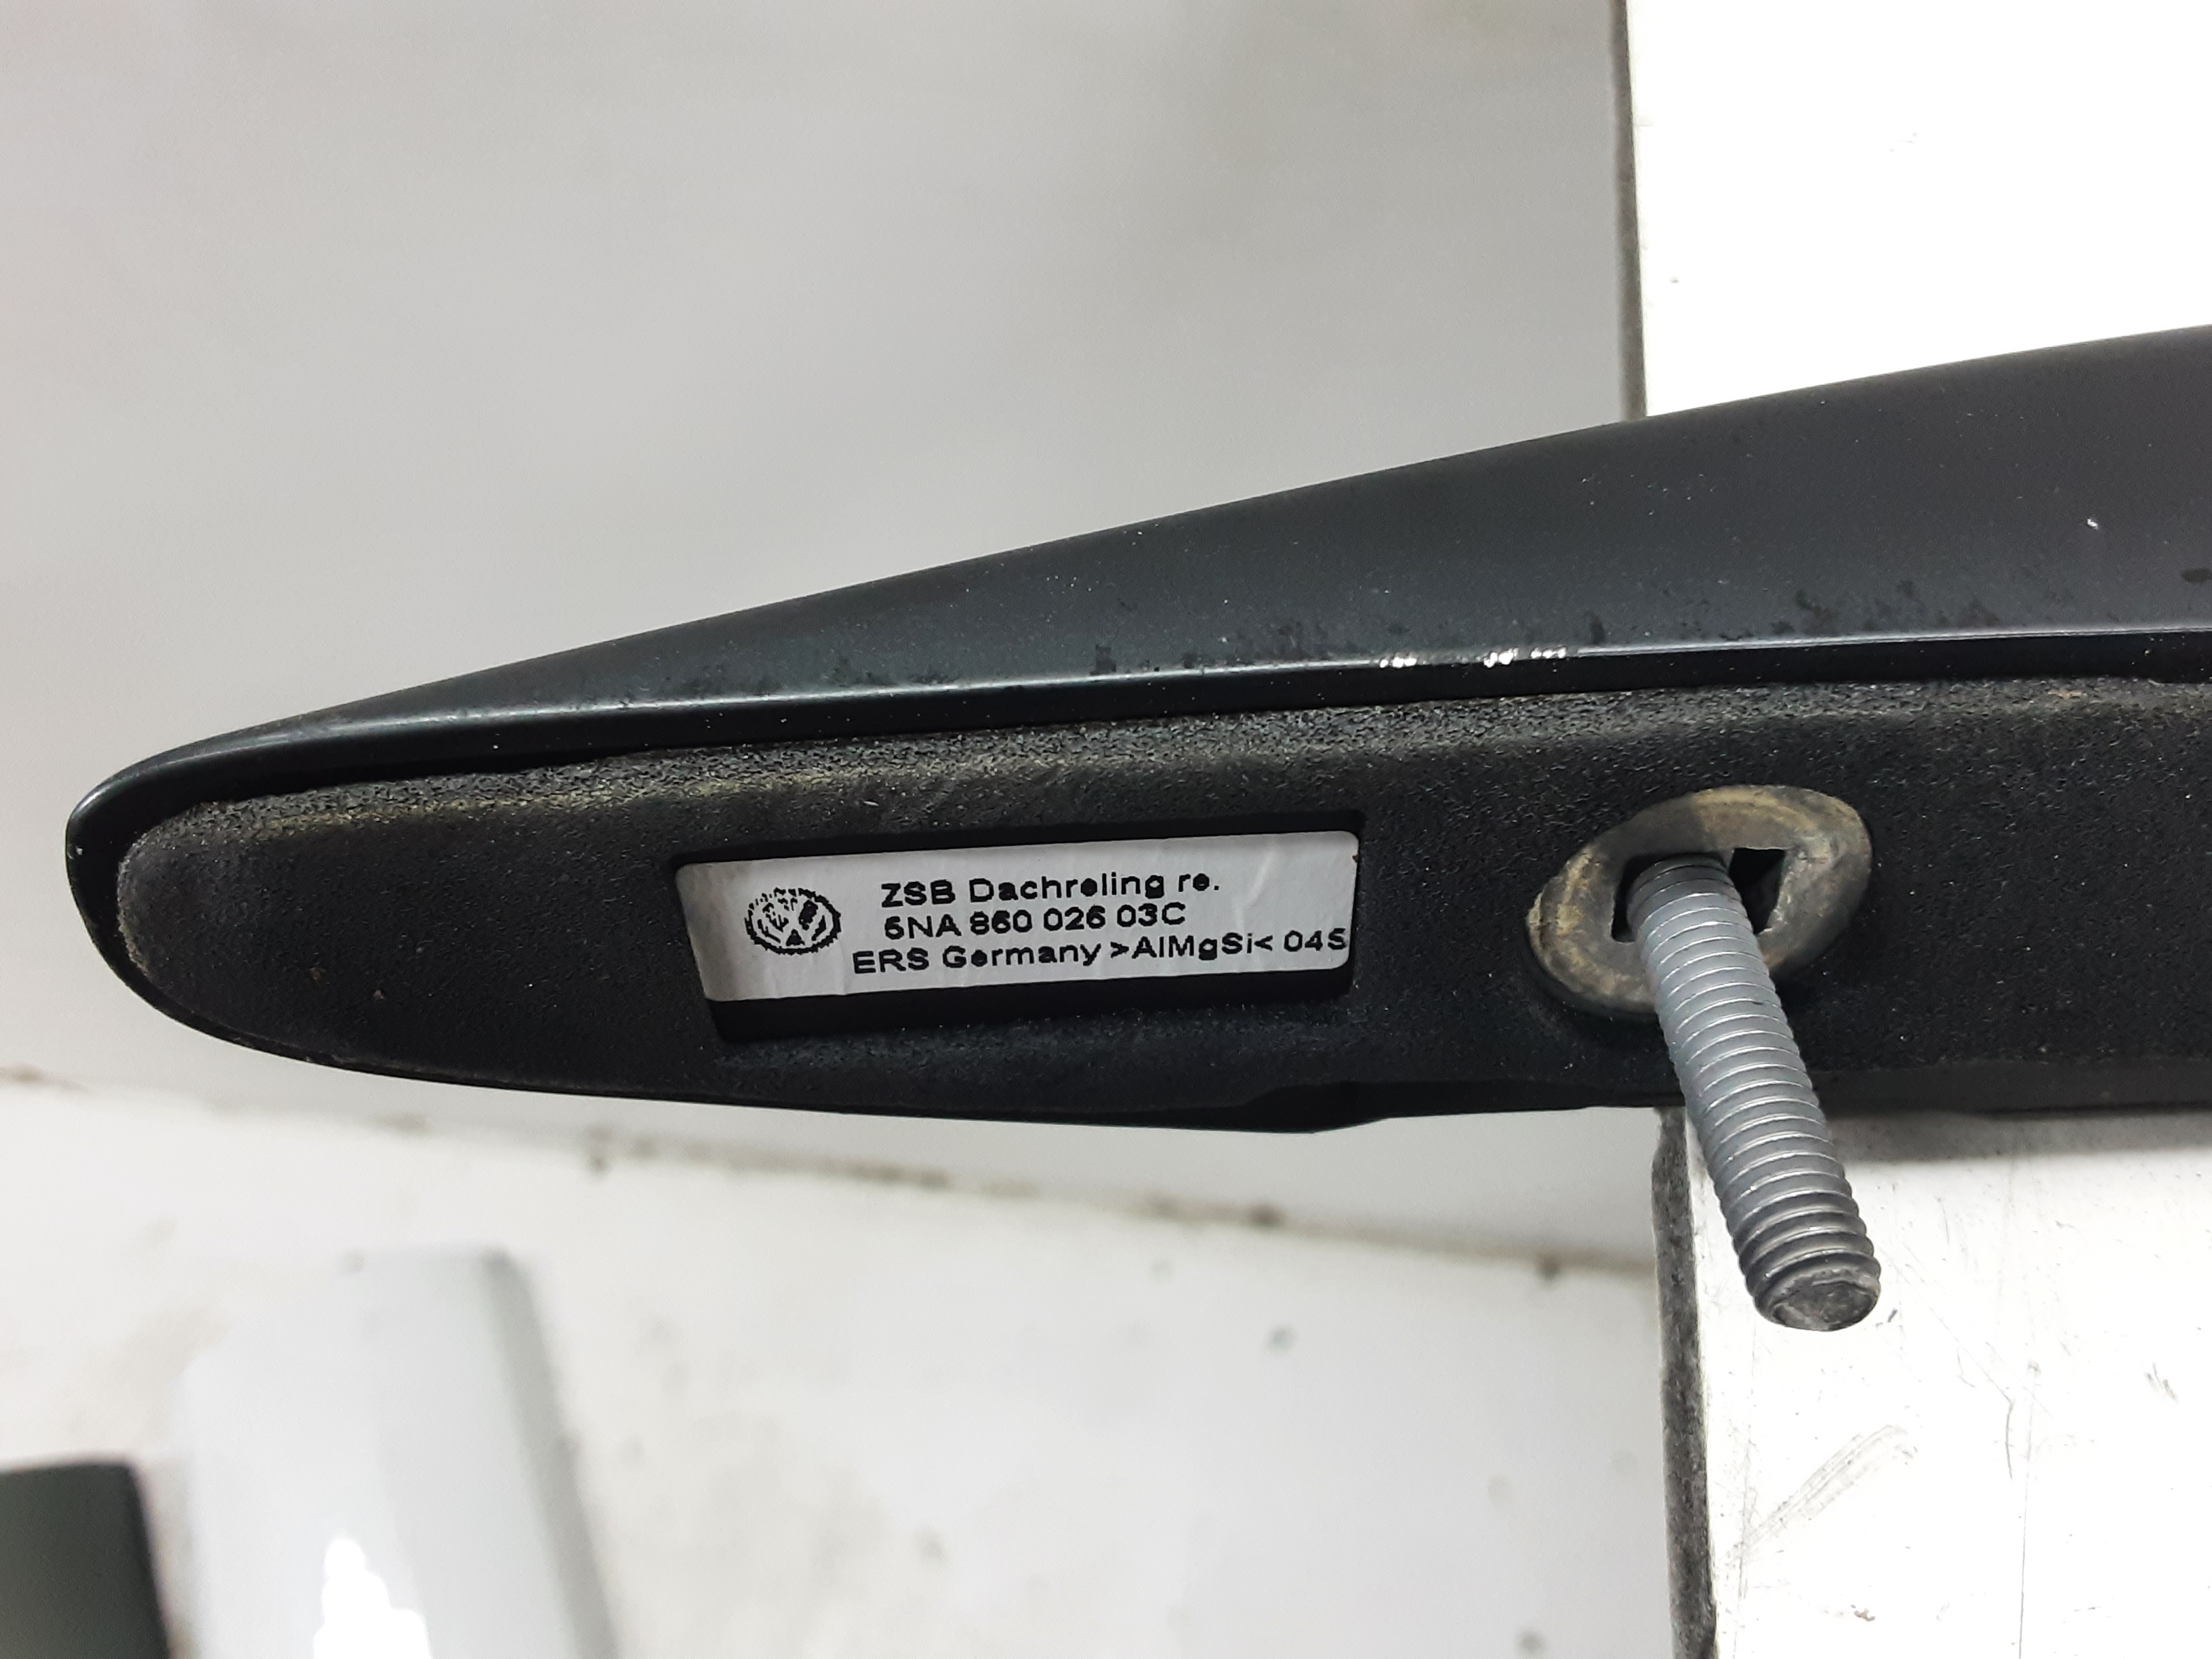 ZSB Dachreling re.
5NA 860 026 03C
ERS Germany >AlMgSi< 045